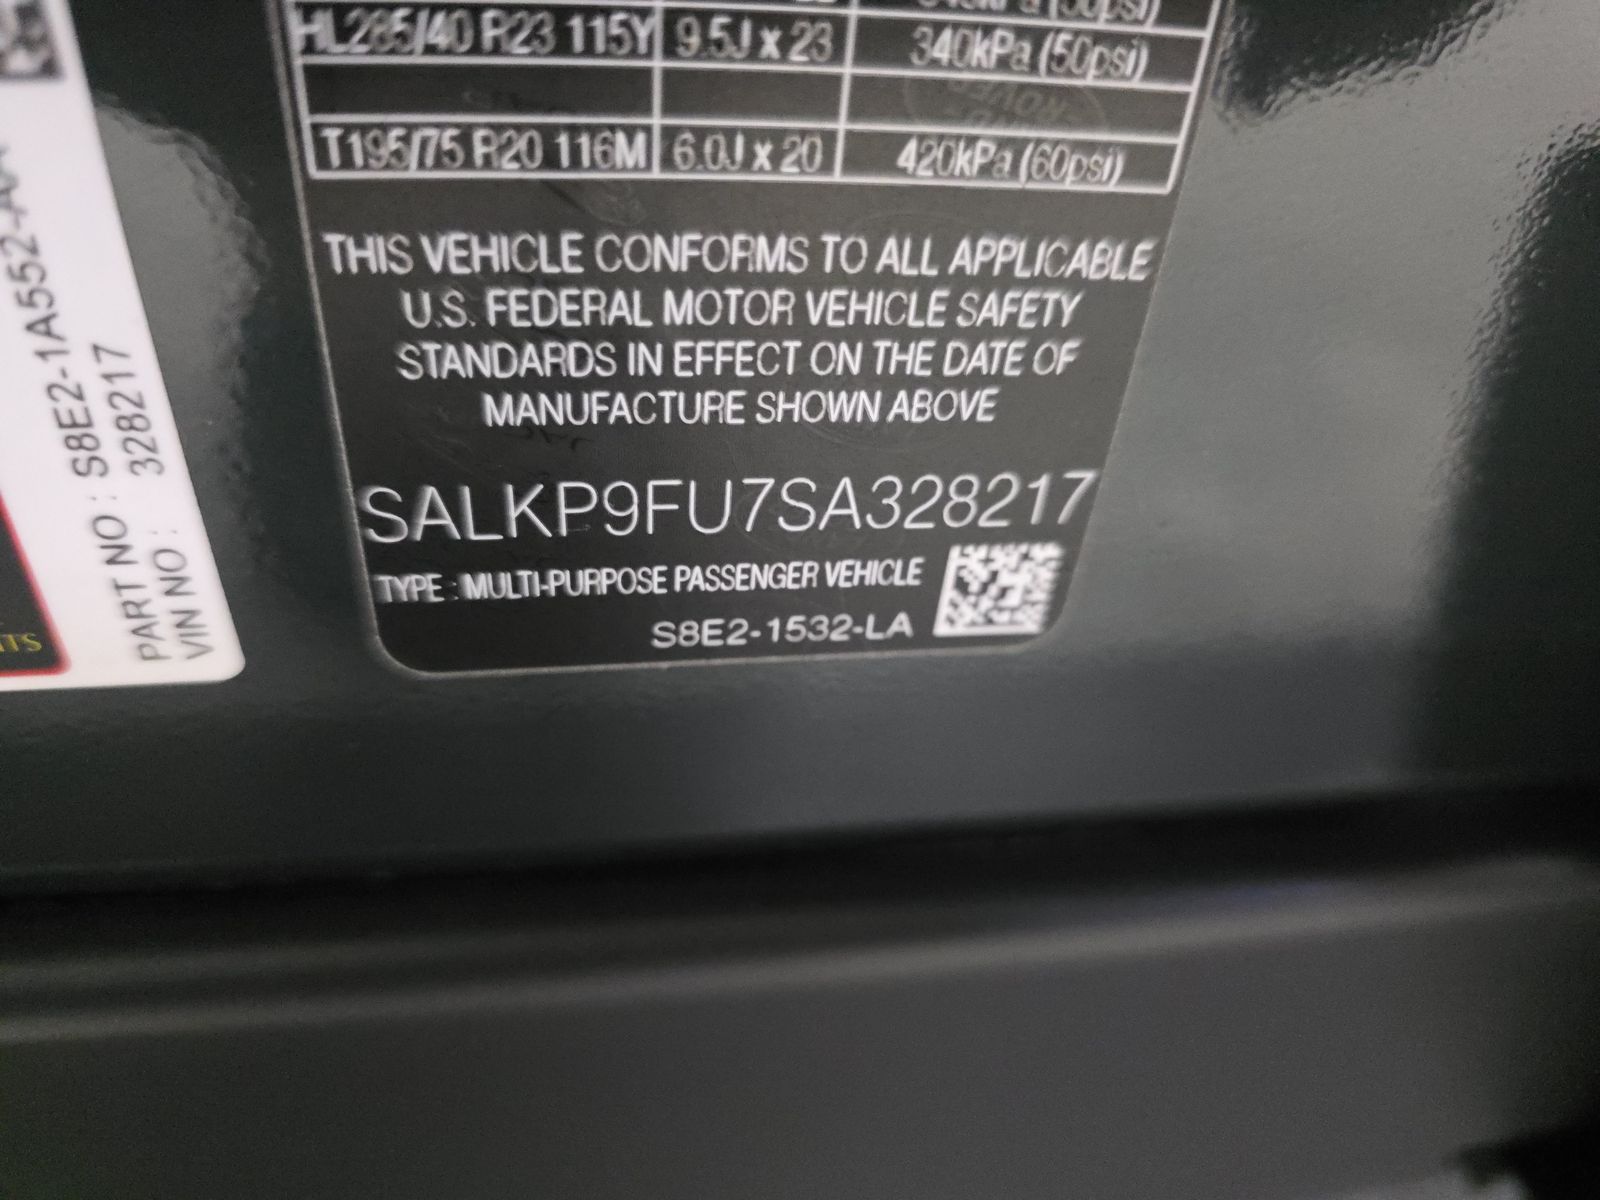 HL285/40 R23 115Y 9.5J x 23 340kPa (50psi)
T195/75 R20 116M 6.0J x 20 420kPa (60psi)
THIS VEHICLE CONFORMS TO ALL APPLICABLE
U.S. FEDERAL MOTOR VEHICLE SAFETY
STANDARDS IN EFFECT ON THE DATE OF
MANUFACTURE SHOWN ABOVE
SALKP9FU7SA328217
TYPE : MULTI-PURPOSE PASSENGER VEHICLE
S8E2-1532-LA
PART NO : S8E2-1A552-AA
VIN NO : 328217